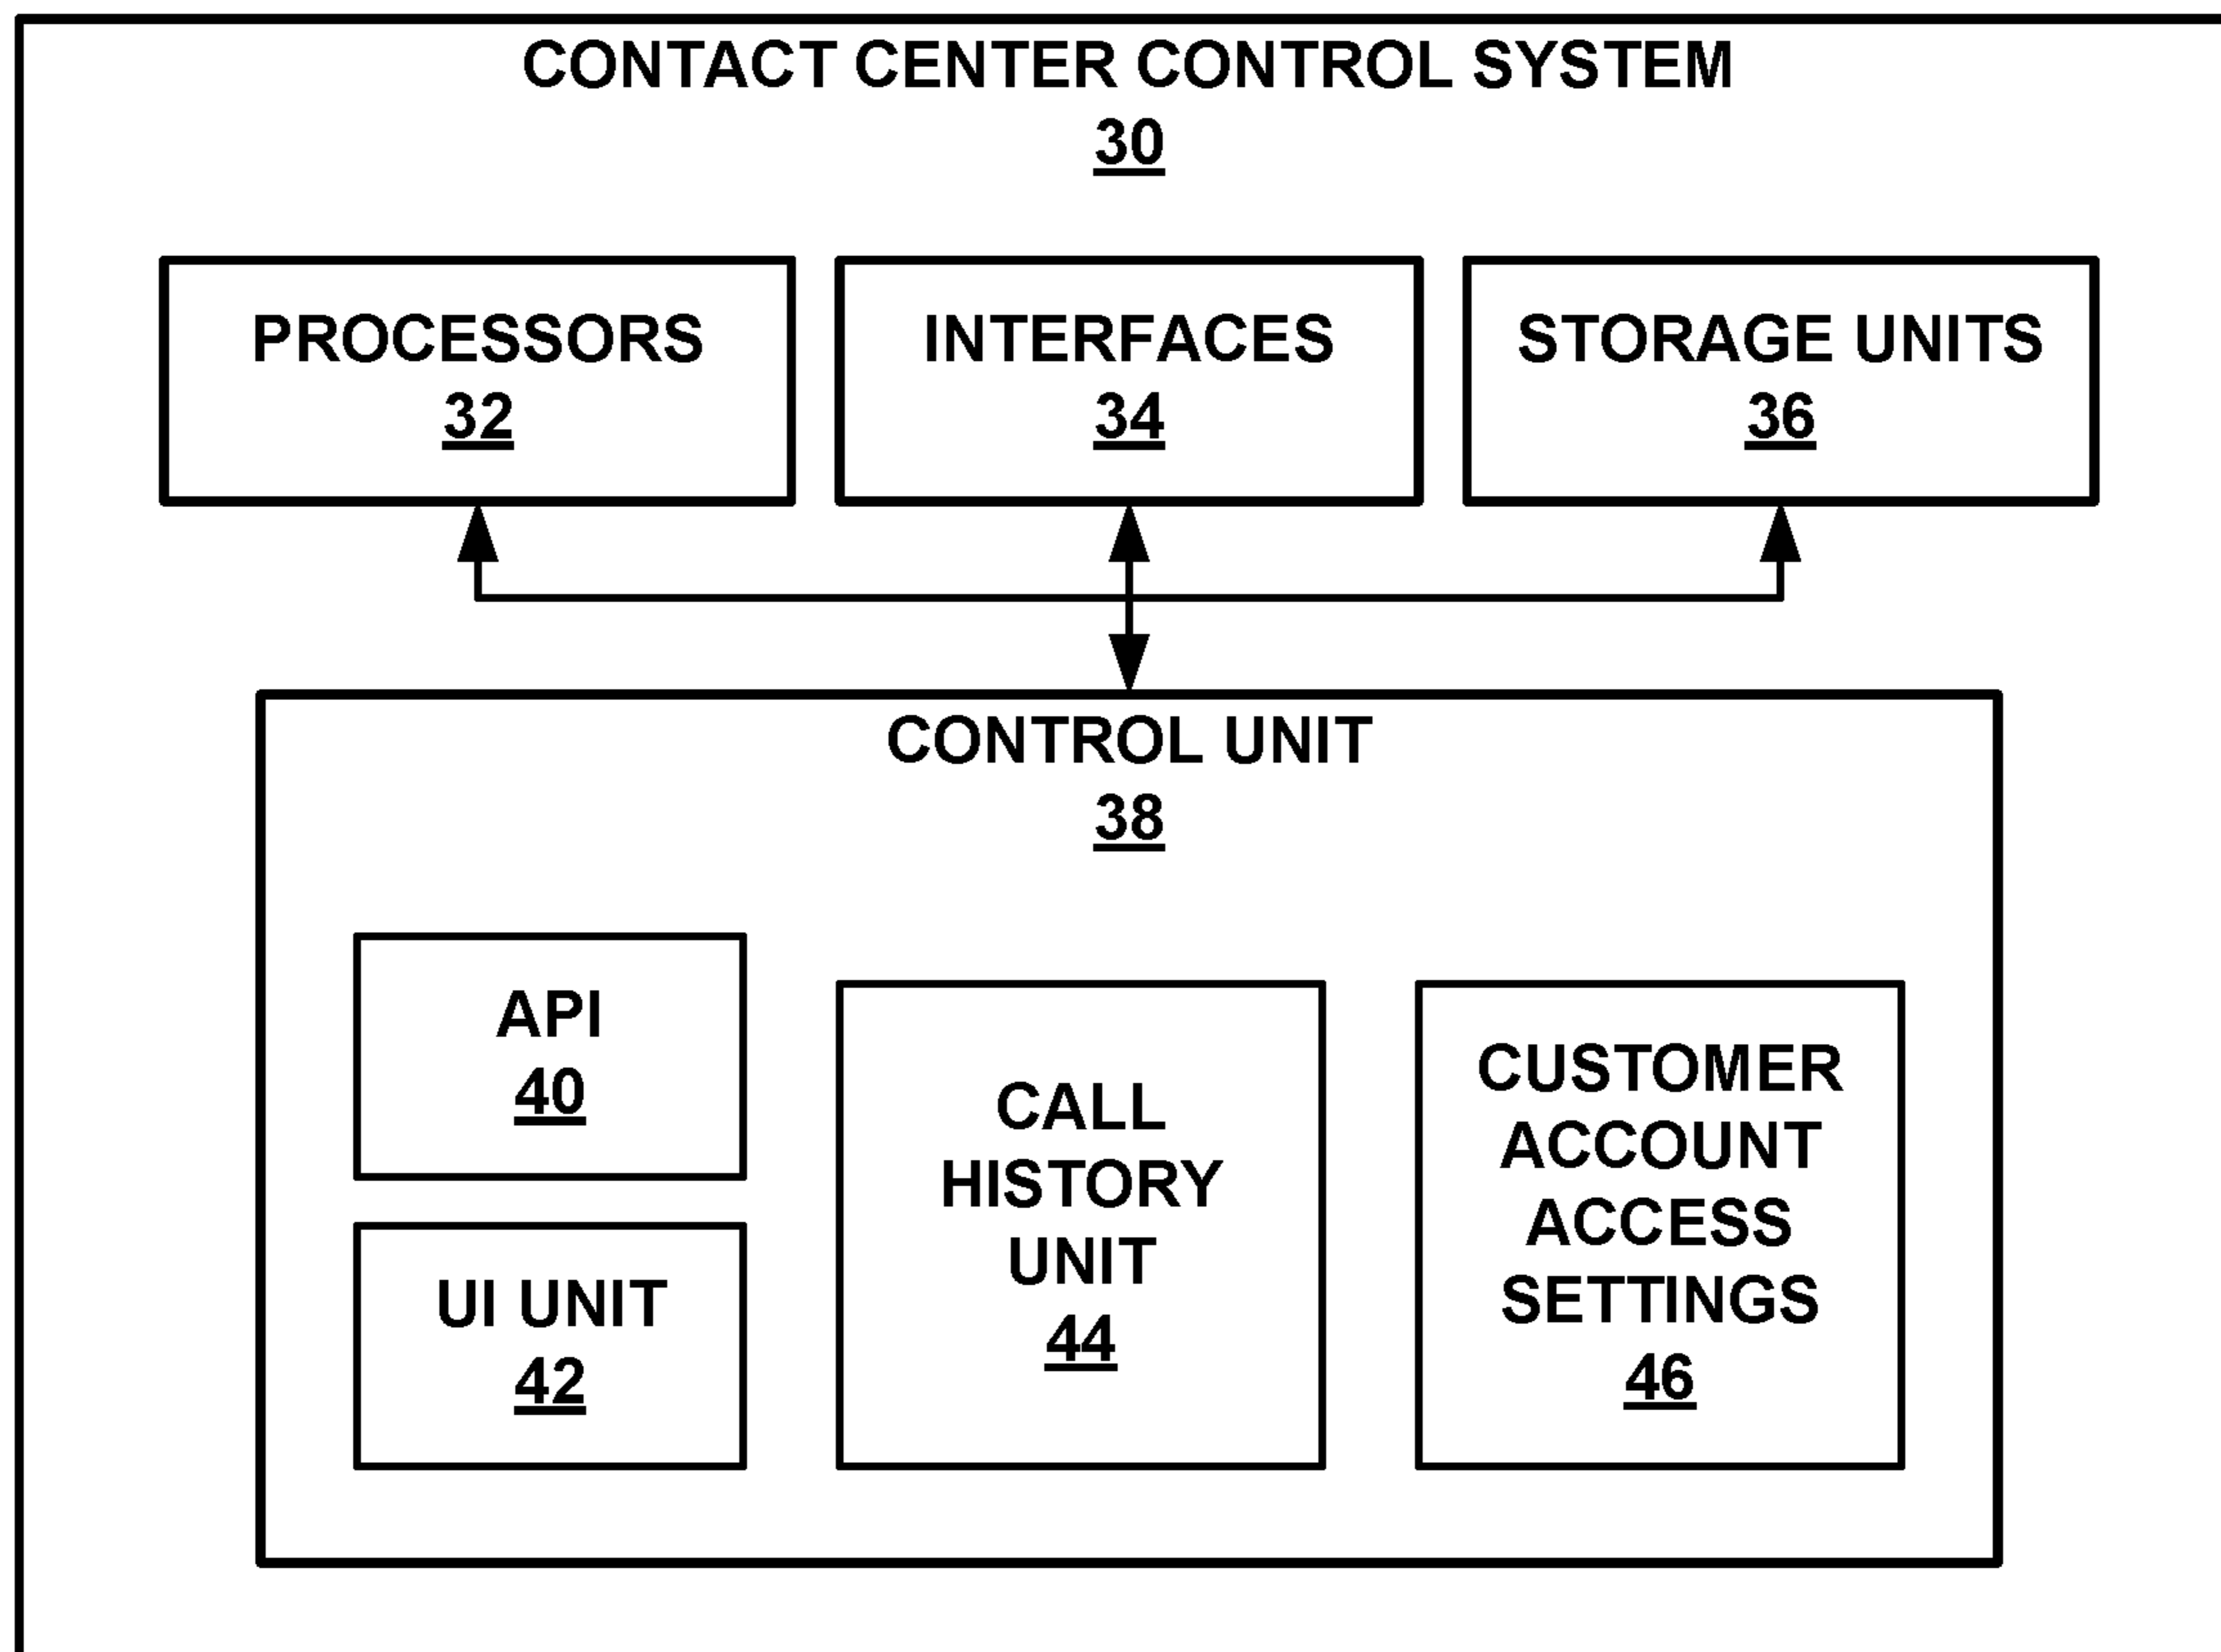 CONTACT CENTER CONTROL SYSTEM
30
PROCESSORS
32
INTERFACES
34
STORAGE UNITS
36
CONTROL UNIT
38
API
40
UI UNIT
42
CALL
HISTORY
UNIT
44
CUSTOMER
ACCOUNT
ACCESS
SETTINGS
46